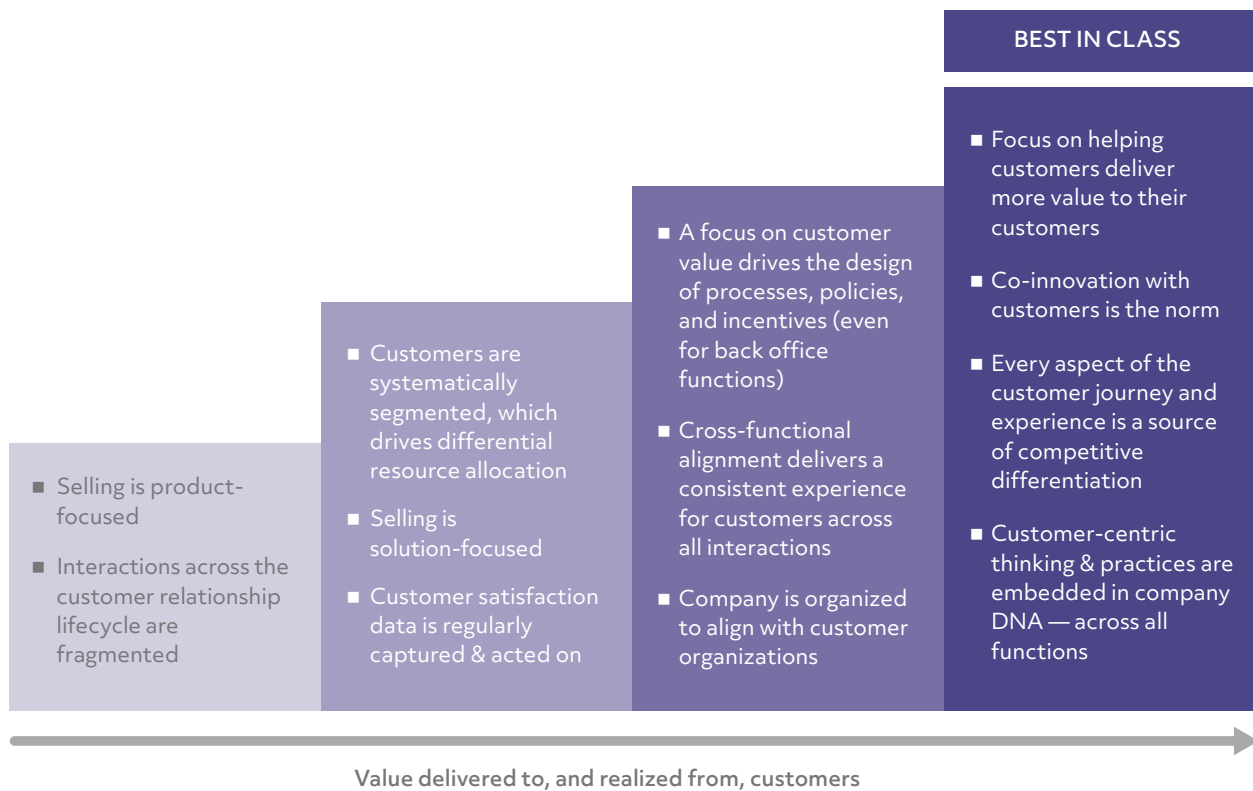 BEST IN CLASS
■ Selling is product-
focused
■ Interactions across the
customer relationship
lifecycle are
fragmented
■ Customers are
systematically
segmented, which
drives differential
resource allocation
■ Selling is
solution-focused
■ Customer satisfaction
data is regularly
captured & acted on
■ A focus on customer
value drives the design
of processes, policies,
and incentives (even
for back office
functions)
■ Cross-functional
alignment delivers a
consistent experience
for customers across
all interactions
■ Company is organized
to align with customer
organizations
■ Focus on helping
customers deliver
more value to their
customers
■ Co-innovation with
customers is the norm
■ Every aspect of the
customer journey and
experience is a source
of competitive
differentiation
■ Customer-centric
thinking & practices are
embedded in company
DNA — across all
functions
Value delivered to, and realized from, customers